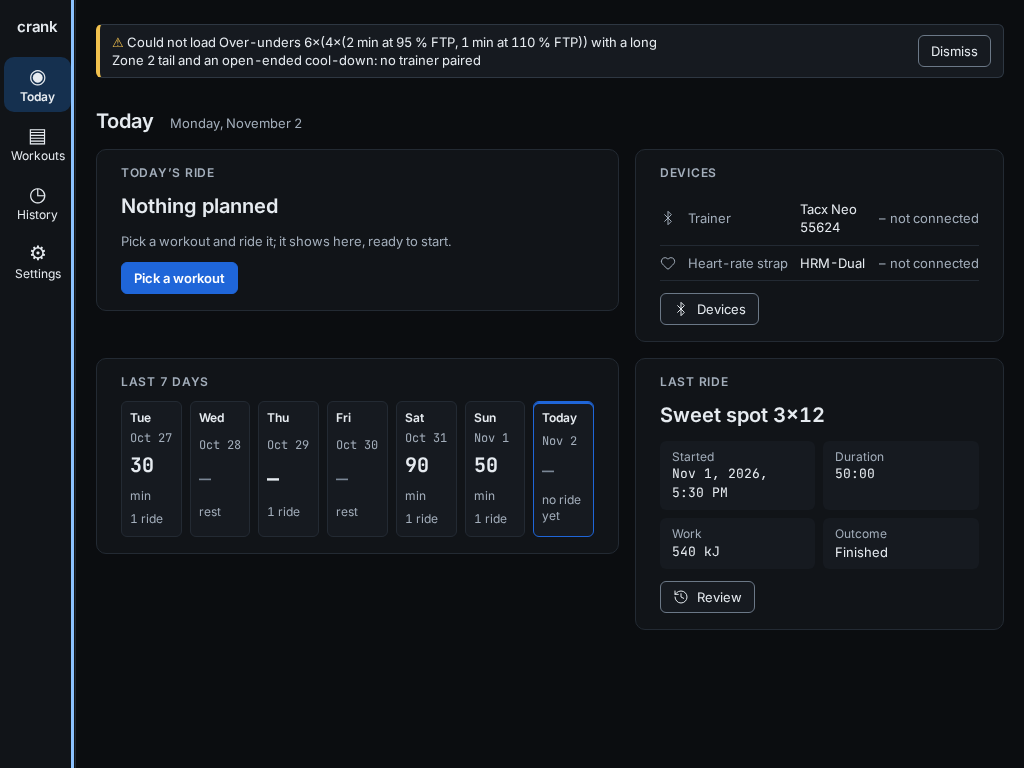 crank
Today
Workouts
History
Settings
⚠ Could not load Over-unders 6×(4×(2 min at 95 % FTP, 1 min at 110 % FTP)) with a long
Zone 2 tail and an open-ended cool-down: no trainer paired
Dismiss
Today Monday, November 2
TODAY'S RIDE
Nothing planned
Pick a workout and ride it; it shows here, ready to start.
Pick a workout
DEVICES
Trainer Tacx Neo 55624 – not connected
Heart-rate strap HRM-Dual – not connected
Devices
LAST 7 DAYS
Tue
Oct 27
30
min
1 ride
Wed
Oct 28
—
rest
Thu
Oct 29
—
1 ride
Fri
Oct 30
—
rest
Sat
Oct 31
90
min
1 ride
Sun
Nov 1
50
min
1 ride
Today
Nov 2
—
no ride
yet
LAST RIDE
Sweet spot 3×12
Started
Nov 1, 2026,
5:30 PM
Duration
50:00
Work
540 kJ
Outcome
Finished
Review